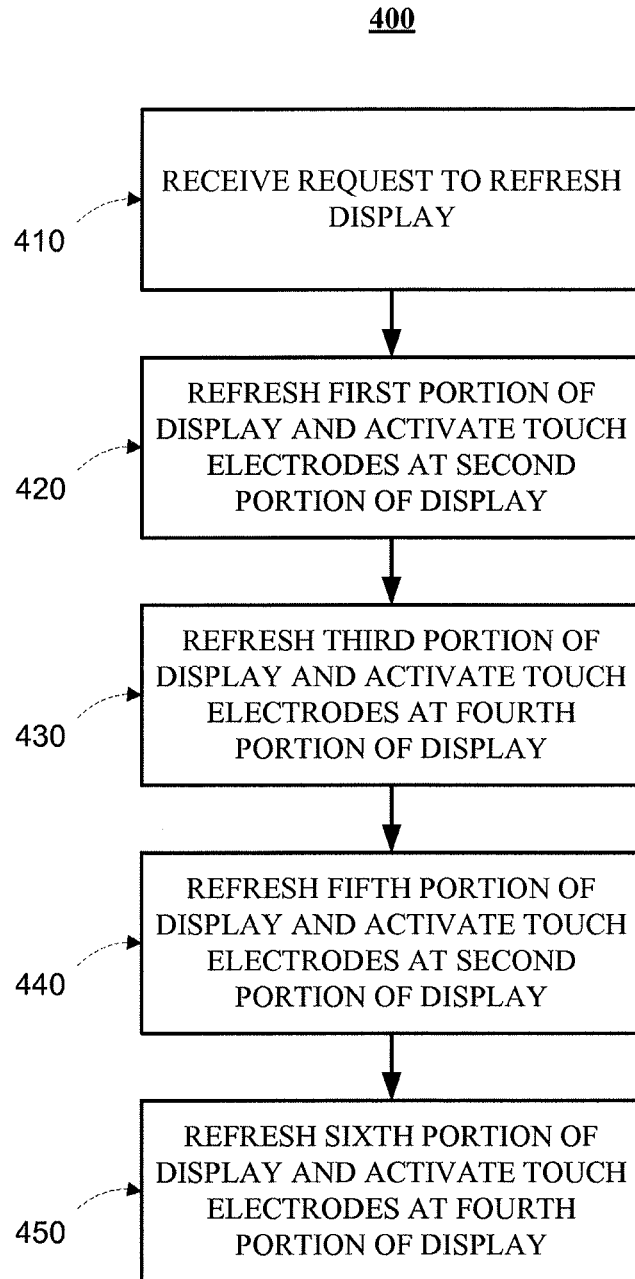 400
RECEIVE REQUEST TO REFRESH
DISPLAY
410
REFRESH FIRST PORTION OF
DISPLAY AND ACTIVATE TOUCH
ELECTRODES AT SECOND
PORTION OF DISPLAY
420
REFRESH THIRD PORTION OF
DISPLAY AND ACTIVATE TOUCH
ELECTRODES AT FOURTH
PORTION OF DISPLAY
430
REFRESH FIFTH PORTION OF
DISPLAY AND ACTIVATE TOUCH
ELECTRODES AT SECOND
PORTION OF DISPLAY
440
REFRESH SIXTH PORTION OF
DISPLAY AND ACTIVATE TOUCH
ELECTRODES AT FOURTH
PORTION OF DISPLAY
450